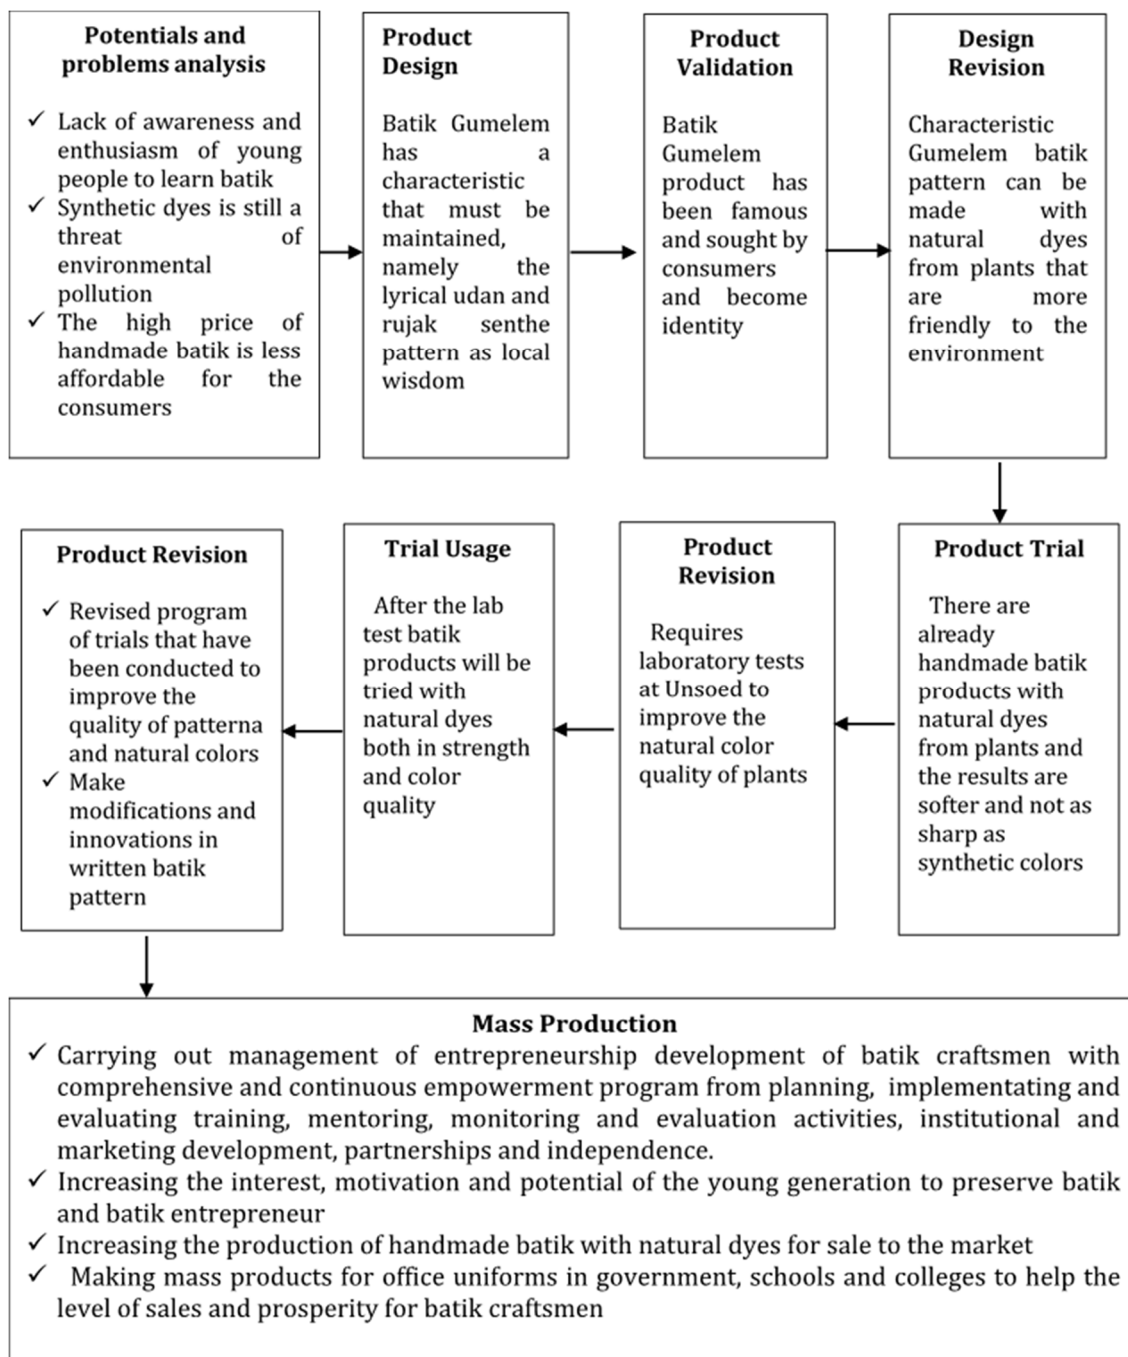 Potentials and
problems analysis
✓ Lack of awareness and
enthusiasm of young
people to learn batik
✓ Synthetic dyes is still a
threat of
environmental
pollution
✓ The high price of
handmade batik is less
affordable for the
consumers
Product
Design
Batik Gumelem
has a
characteristic
that must be
maintained,
namely the
lyrical udan and
rujak senthe
pattern as local
wisdom
Product
Validation
Batik
Gumelem
product has
been famous
and sought by
consumers
and become
identity
Design
Revision
Characteristic
Gumelem batik
pattern can be
made with
natural dyes
from plants that
are more
friendly to the
environment
Product Trial
There are
already
handmade batik
products with
natural dyes
from plants and
the results are
softer and not as
sharp as
synthetic colors
Product
Revision
Requires
laboratory tests
at Unsoed to
improve the
natural color
quality of plants
Trial Usage
After the lab
test batik
products will be
tried with
natural dyes
both in strength
and color
quality
Product Revision
✓ Revised program
of trials that have
been conducted to
improve the
quality of patterna
and natural colors
✓ Make
modifications and
innovations in
written batik
pattern
Mass Production
✓ Carrying out management of entrepreneurship development of batik craftsmen with
comprehensive and continuous empowerment program from planning, implementating and
evaluating training, mentoring, monitoring and evaluation activities, institutional and
marketing development, partnerships and independence.
✓ Increasing the interest, motivation and potential of the young generation to preserve batik
and batik entrepreneur
✓ Increasing the production of handmade batik with natural dyes for sale to the market
✓ Making mass products for office uniforms in government, schools and colleges to help the
level of sales and prosperity for batik craftsmen